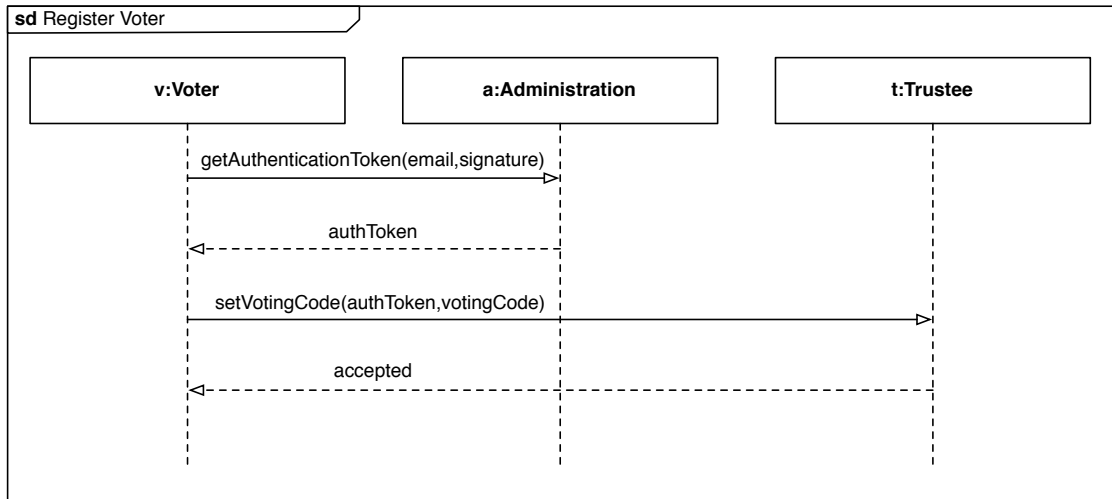 sd Register Voter
v:Voter
a:Administration
t:Trustee
getAuthenticationToken(email,signature)
authToken
setVotingCode(authToken,votingCode)
accepted